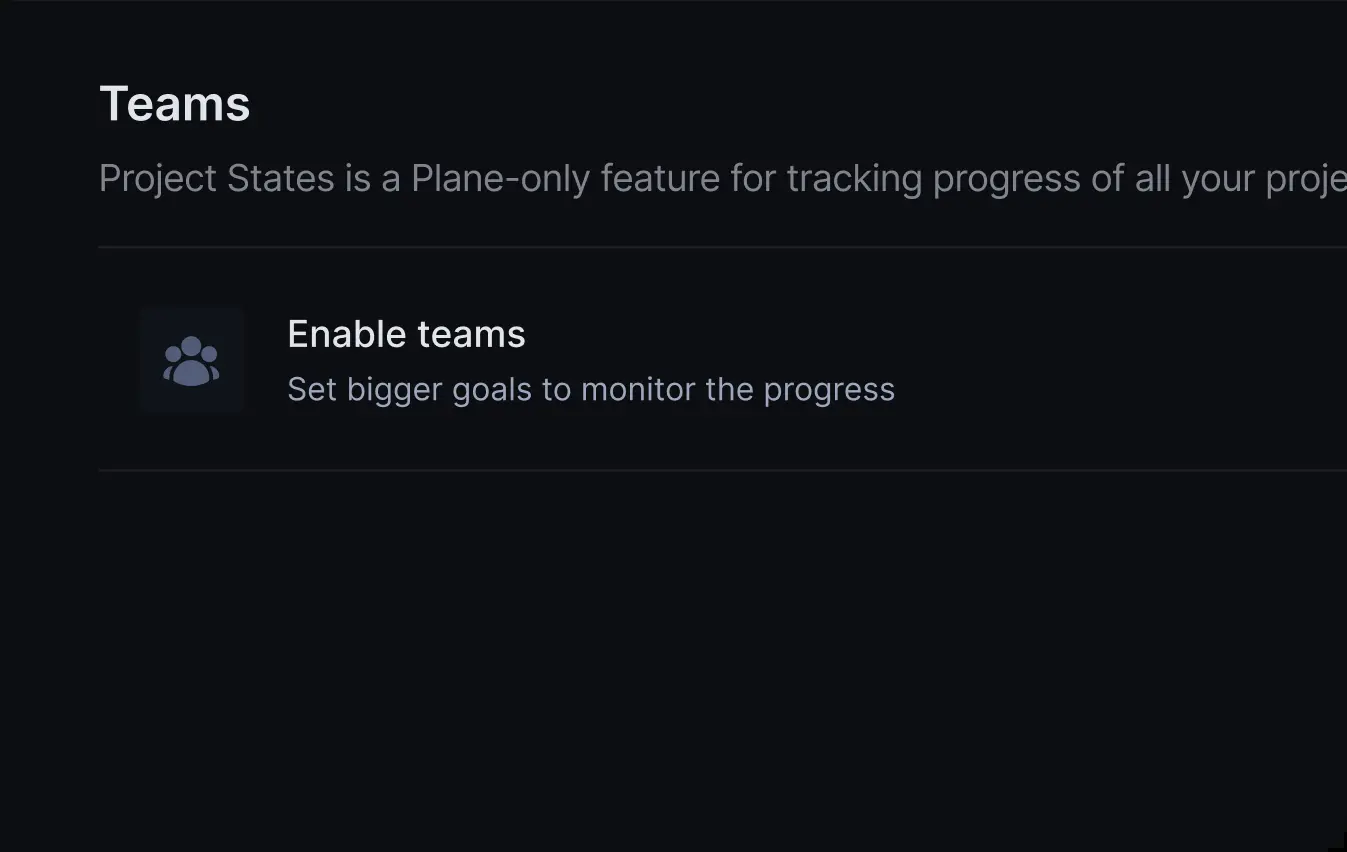 Teams
Project States is a Plane-only feature for tracking progress of all your proje
Enable teams
Set bigger goals to monitor the progress